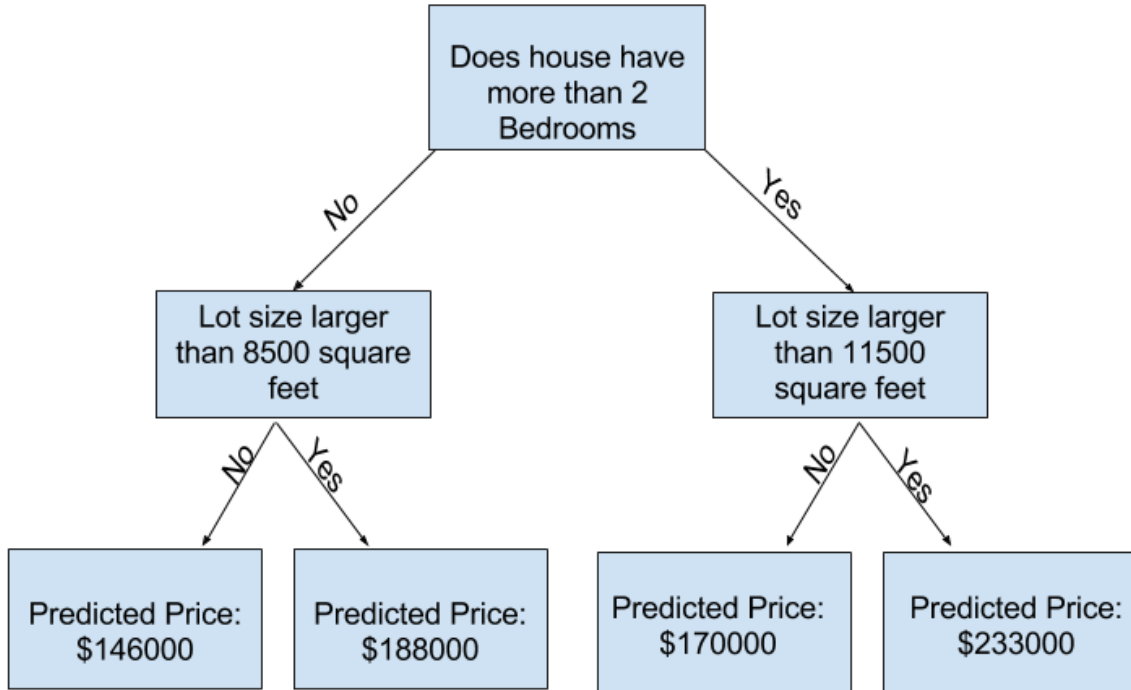 Does house have
more than 2
Bedrooms
No
Yes
Lot size larger
than 8500 square
feet
Lot size larger
than 11500
square feet
No
Yes
No
Yes
Predicted Price:
$146000
Predicted Price:
$188000
Predicted Price:
$170000
Predicted Price:
$233000